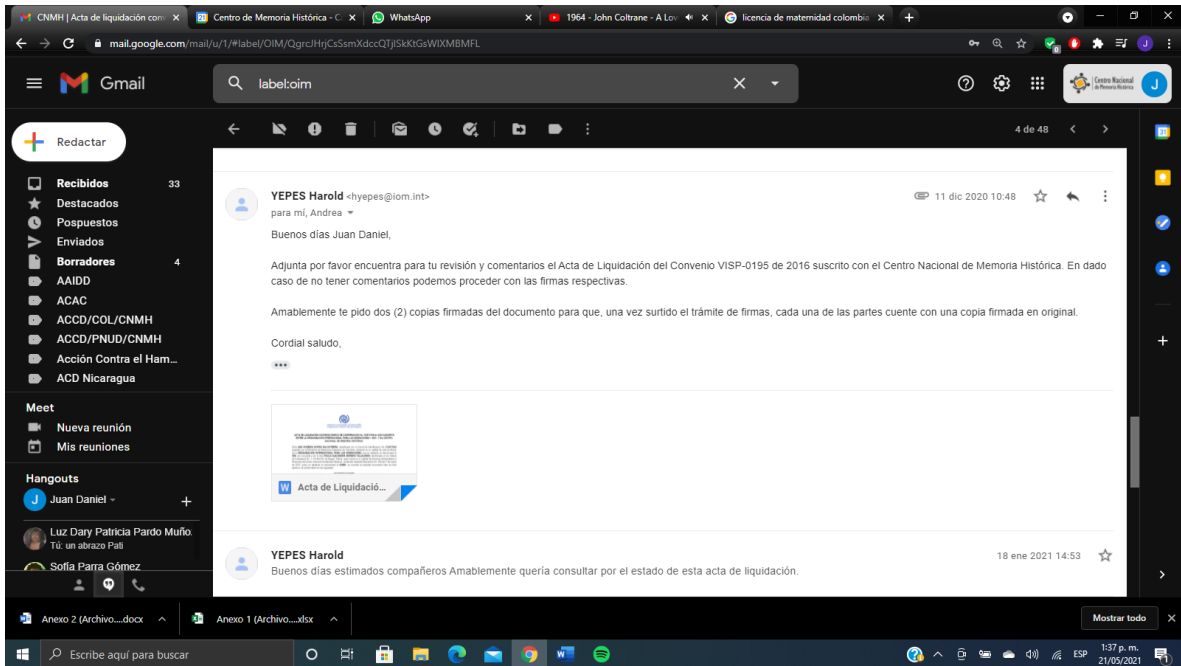 CNMH | Acta de liquidación conv
Centro de Memoria Histórica - C
WhatsApp
1964 - John Coltrane - A Lov
licencia de maternidad colombia
mail.google.com/mail/u/1/#label/OIM/QgrcJHrjCsSsmXdccQTjlSkKtGsWlXMBMFL
Gmail
label:oim
Centro Nacional
de Memoria Histórica
J
Redactar
4 de 48
Recibidos 33
Destacados
Pospuestos
Enviados
Borradores 4
AAIDD
ACAC
ACCD/COL/CNMH
ACCD/PNUD/CNMH
Acción Contra el Ham...
ACD Nicaragua
Meet
Nueva reunión
Mis reuniones
Hangouts
J Juan Daniel
Luz Dary Patricia Pardo Muño
Tú: un abrazo Pati
Sofía Parra Gómez
YEPES Harold <hyepes@iom.int>
11 dic 2020 10:48
para mí, Andrea
Buenos días Juan Daniel,
Adjunta por favor encuentra para tu revisión y comentarios el Acta de Liquidación del Convenio VISP-0195 de 2016 suscrito con el Centro Nacional de Memoria Histórica. En dado
caso de no tener comentarios podemos proceder con las firmas respectivas.
Amablemente te pido dos (2) copias firmadas del documento para que, una vez surtido el trámite de firmas, cada una de las partes cuente con una copia firmada en original.
Cordial saludo,
W Acta de Liquidació...
YEPES Harold
18 ene 2021 14:53
Buenos días estimados compañeros Amablemente quería consultar por el estado de esta acta de liquidación.
Anexo 2 (Archivo....docx
Anexo 1 (Archivo....xlsx
Mostrar todo
Escribe aquí para buscar
ESP
1:37 p. m.
21/05/2021